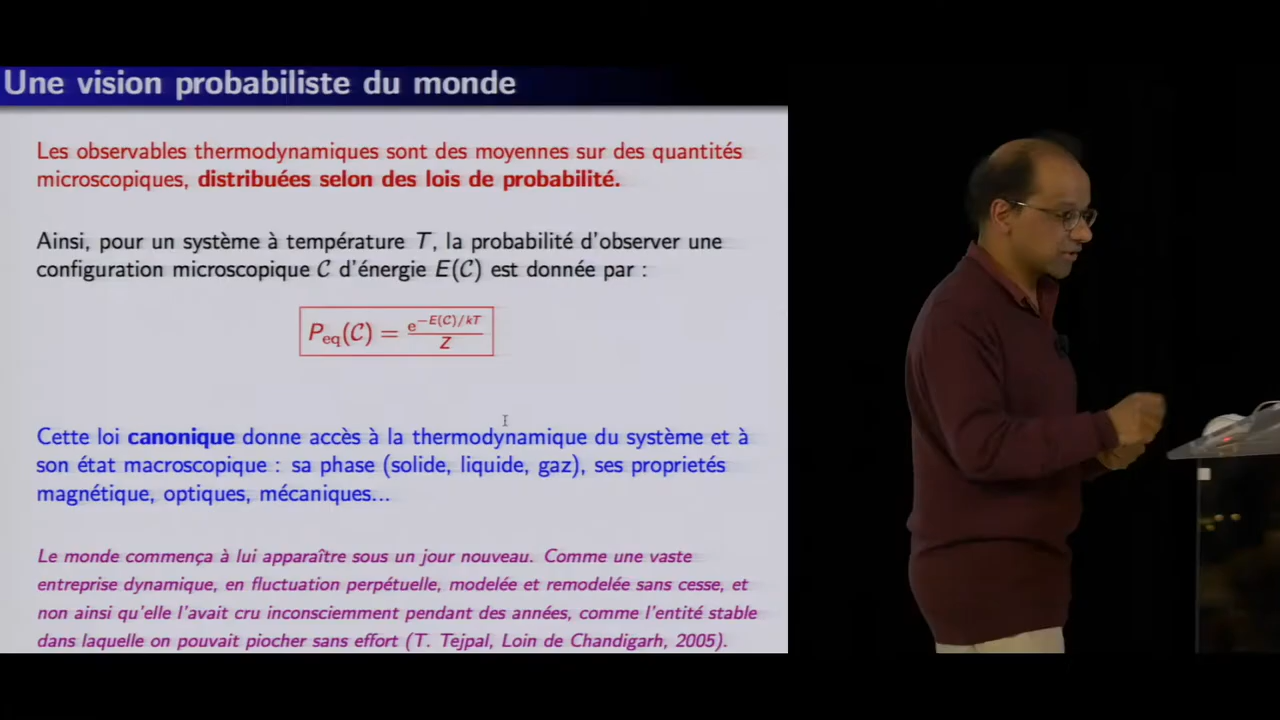 Une vision probabiliste du monde
Les observables thermodynamiques sont des moyennes sur des quantités
microscopiques, distribuées selon des lois de probabilité.
Ainsi, pour un système à température T, la probabilité d'observer une
configuration microscopique C d'énergie E(C) est donnée par :
P_eq(C) = e^{-E(C)/kT} / Z
Cette loi canonique donne accès à la thermodynamique du système et à
son état macroscopique : sa phase (solide, liquide, gaz), ses proprietés
magnétique, optiques, mécaniques...
Le monde commença à lui apparaître sous un jour nouveau. Comme une vaste
entreprise dynamique, en fluctuation perpétuelle, modelée et remodelée sans cesse, et
non ainsi qu'elle l'avait cru inconsciemment pendant des années, comme l'entité stable
dans laquelle on pouvait piocher sans effort (T. Tejpal, Loin de Chandigarh, 2005).